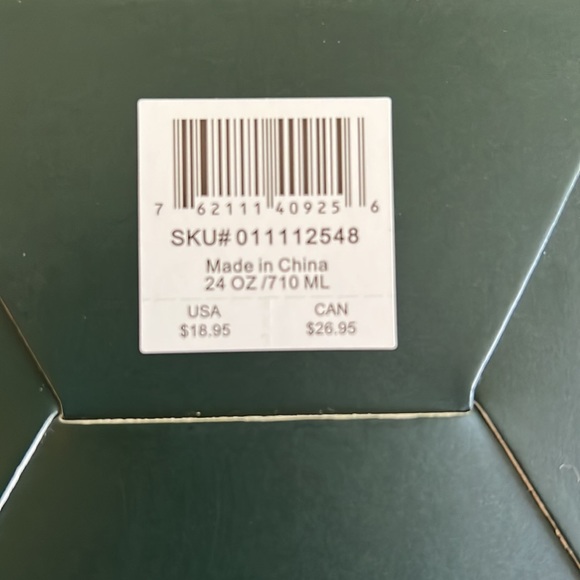 7 62111 40925 6
SKU# 011112548
Made in China
24 OZ /710 ML
USA CAN
$18.95 $26.95